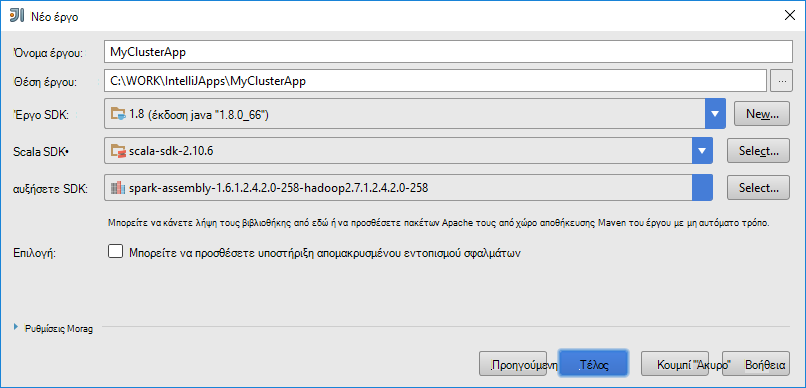 Νέο έργο
Όνομα έργου: MyClusterApp
Θέση έργου: C:\WORK\IntelliJApps\MyClusterApp ...
Έργο SDK: 1.8 (έκδοση java "1.8.0_66") New...
Scala SDK• scala-sdk-2.10.6 Select...
αυξήσετε SDK: spark-assembly-1.6.1.2.4.2.0-258-hadoop2.7.1.2.4.2.0-258 Select...
Μπορείτε να κάνετε λήψη τους βιβλιοθήκης από εδώ ή να προσθέσετε πακέτων Apache τους από χώρο αποθήκευσης Maven του έργου με μη αυτόματο τρόπο.
Επιλογή: Μπορείτε να προσθέσετε υποστήριξη απομακρυσμένου εντοπισμού σφαλμάτων
Ρυθμίσεις Morag
Προηγούμενη Τέλος Κουμπί "Άκυρο" Βοήθεια